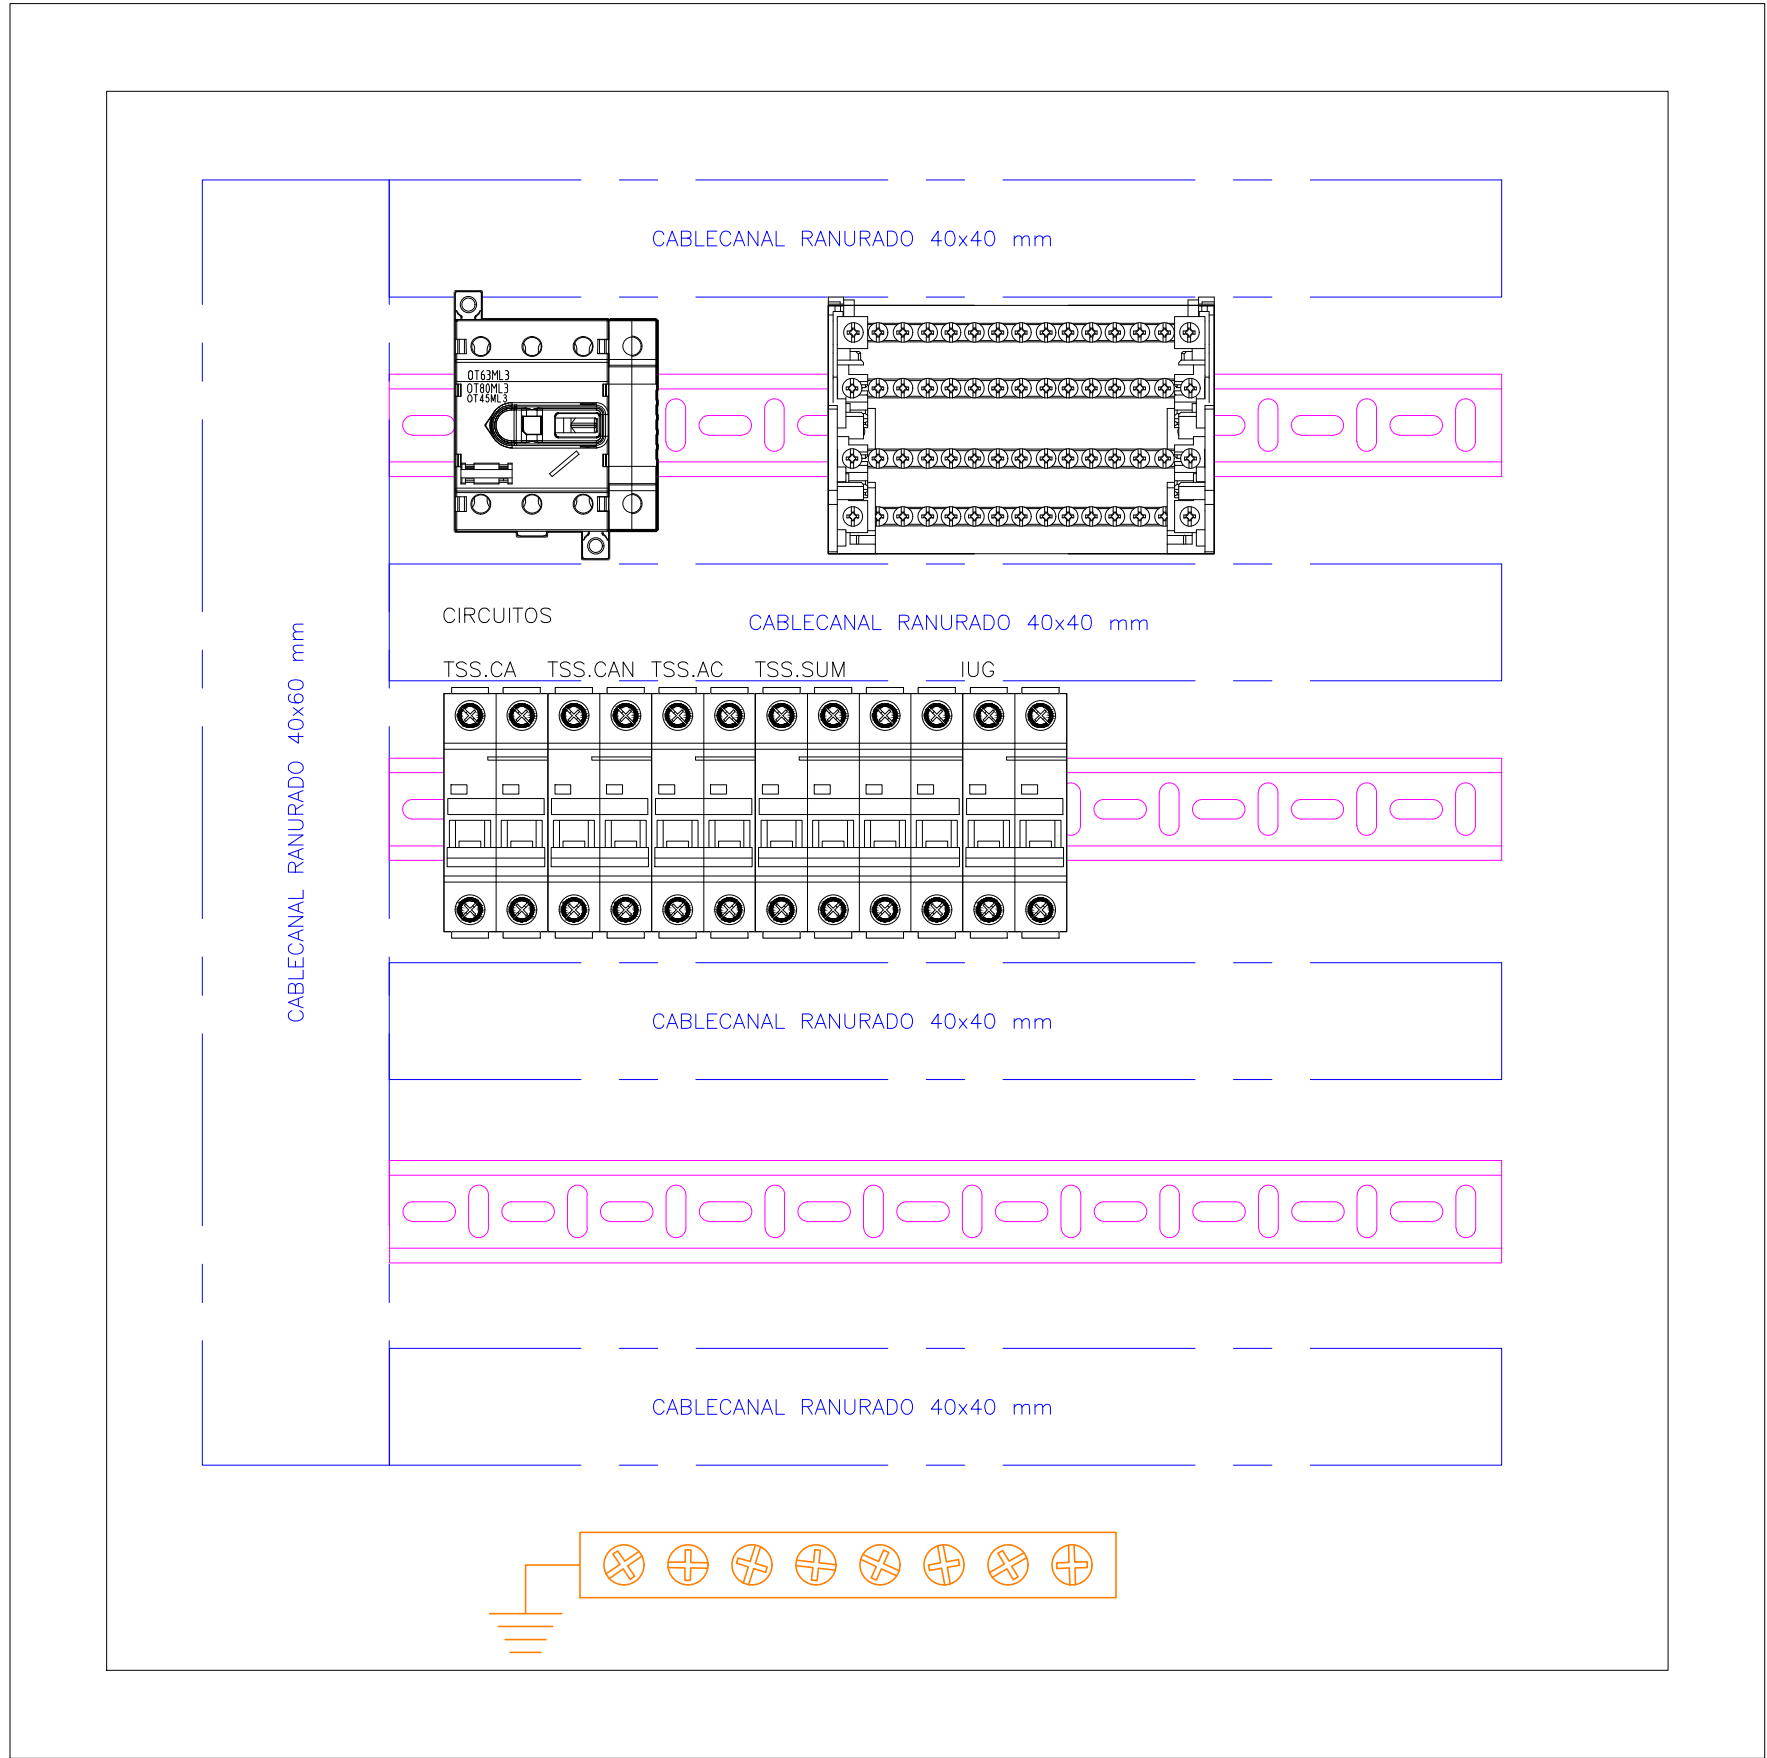 CABLECANAL RANURADO 40x40 mm
OT63ML3
OT80ML3
OT45ML3
CIRCUITOS
CABLECANAL RANURADO 40x40 mm
TSS.CA TSS.CAN TSS.AC TSS.SUM IUG
CABLECANAL RANURADO 40x60 mm
CABLECANAL RANURADO 40x40 mm
CABLECANAL RANURADO 40x40 mm